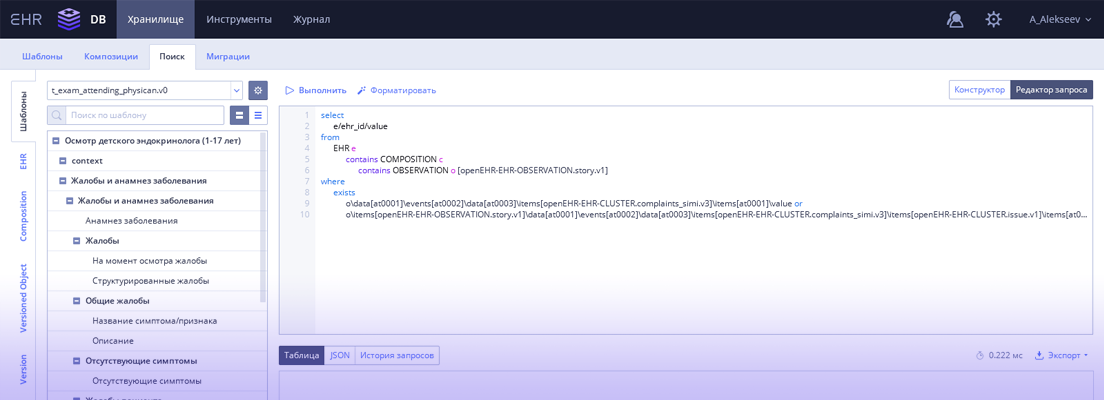 EHR DB Хранилище Инструменты Журнал A_Alekseev
Шаблоны Композиции Поиск Миграции
Шаблоны
EHR
Composition
Versioned Object
Version
t_exam_attending_physican.v0
Поиск по шаблону
Осмотр детского эндокринолога (1-17 лет)
context
Жалобы и анамнез заболевания
Жалобы и анамнез заболевания
Анамнез заболевания
Жалобы
На момент осмотра жалобы
Структурированные жалобы
Общие жалобы
Название симптома/признака
Описание
Отсутствующие симптомы
Отсутствующие симптомы
Выполнить Форматировать Конструктор Редактор запроса
1 select
2 e/ehr_id/value
3 from
4 EHR e
5 contains COMPOSITION c
6 contains OBSERVATION o [openEHR-EHR-OBSERVATION.story.v1]
7 where
8 exists
9 o\data[at0001]\events[at0002]\data[at0003]\items[openEHR-EHR-CLUSTER.complaints_simi.v3]\items[at0001]\value or
10 o\items[openEHR-EHR-OBSERVATION.story.v1]\data[at0001]\events[at0002]\data[at0003]\items[openEHR-EHR-CLUSTER.complaints_simi.v3]\items[openEHR-EHR-CLUSTER.issue.v1]\items[at0...
Таблица JSON История запросов 0.222 мс Экспорт